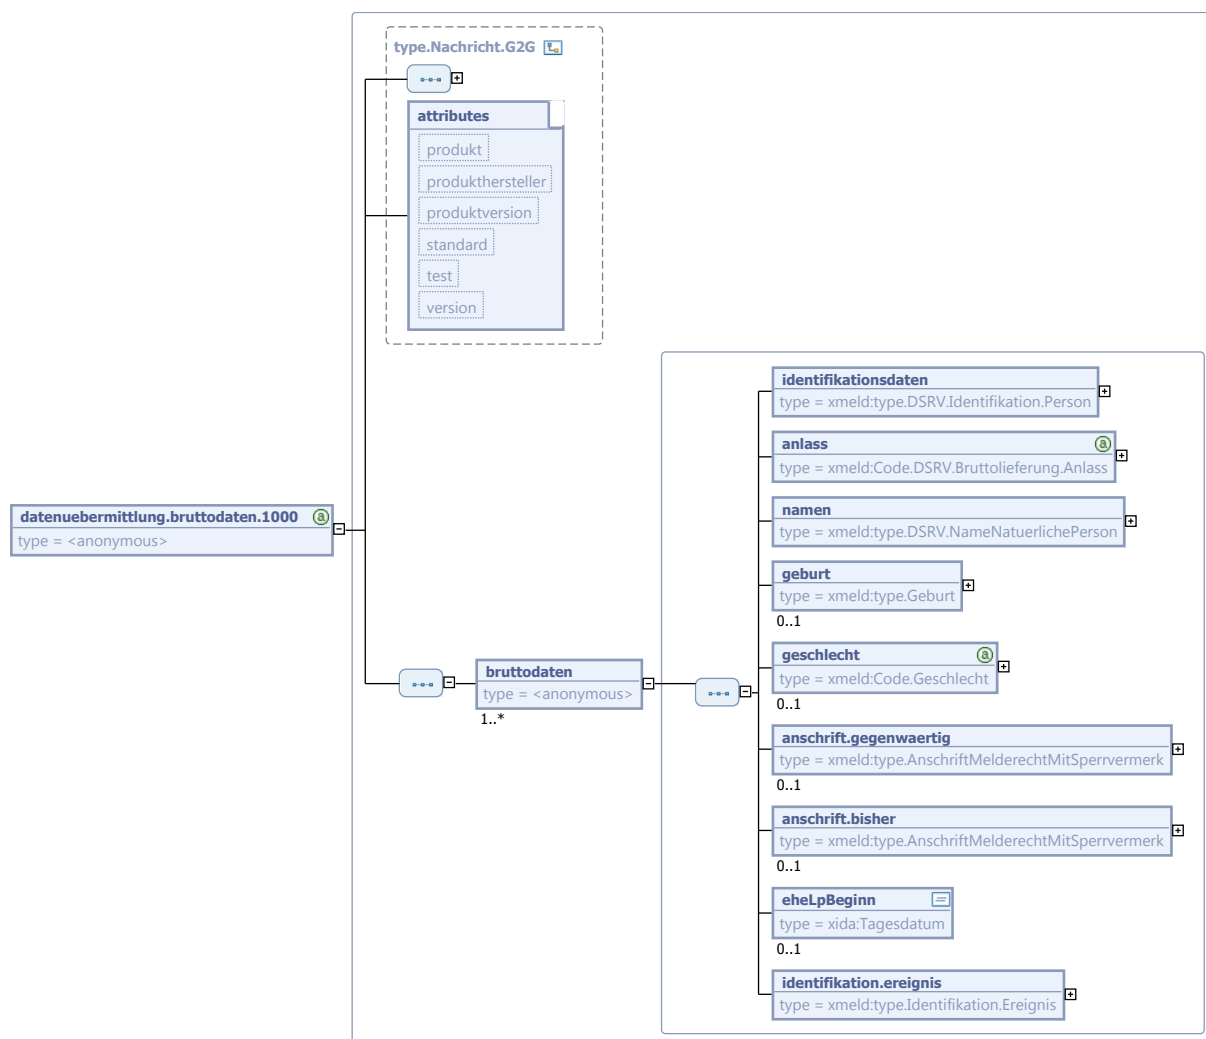 type.Nachricht.G2G
attributes
produkt
produkthersteller
produktversion
standard
test
version
datenuebermittlung.bruttodaten.1000
type = <anonymous>
bruttodaten
type = <anonymous>
1..*
identifikationsdaten
type = xmeld:type.DSRV.Identifikation.Person
anlass
type = xmeld:Code.DSRV.Bruttolieferung.Anlass
namen
type = xmeld:type.DSRV.NameNatuerlichePerson
geburt
type = xmeld:type.Geburt
0..1
geschlecht
type = xmeld:Code.Geschlecht
0..1
anschrift.gegenwaertig
type = xmeld:type.AnschriftMelderechtMitSperrvermerk
0..1
anschrift.bisher
type = xmeld:type.AnschriftMelderechtMitSperrvermerk
0..1
eheLpBeginn
type = xida:Tagesdatum
0..1
identifikation.ereignis
type = xmeld:type.Identifikation.Ereignis